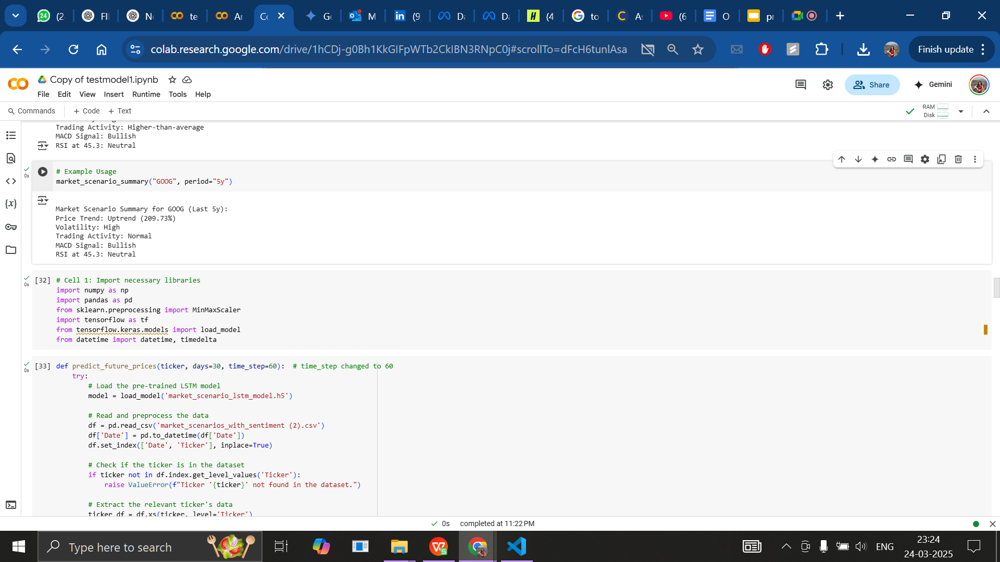 24 (2
FII
N
te
Ar
Co
Ge
M
in (9
Da
Da
H (4
to
As
(6
O
pr
colab.research.google.com/drive/1hCDj-g0Bh1KkGIFpWTb2CkIBN3RNpC0j#scrollTo=dFcH6tunlAsa
Finish update
Copy of testmodel1.ipynb
File Edit View Insert Runtime Tools Help
Share
Gemini
Commands + Code + Text
RAM
Disk
Trading Activity: Higher-than-average
MACD Signal: Bullish
RSI at 45.3: Neutral
0s
# Example Usage
market_scenario_summary("GOOG", period="5y")
Market Scenario Summary for GOOG (Last 5y):
Price Trend: Uptrend (209.73%)
Volatility: High
Trading Activity: Normal
MACD Signal: Bullish
RSI at 45.3: Neutral
0s
[32] # Cell 1: Import necessary libraries
import numpy as np
import pandas as pd
from sklearn.preprocessing import MinMaxScaler
import tensorflow as tf
from tensorflow.keras.models import load_model
from datetime import datetime, timedelta
0s
[33] def predict_future_prices(ticker, days=30, time_step=60):  # time_step changed to 60
try:
# Load the pre-trained LSTM model
model = load_model('market_scenario_lstm_model.h5')
# Read and preprocess the data
df = pd.read_csv('market_scenarios_with_sentiment (2).csv')
df['Date'] = pd.to_datetime(df['Date'])
df.set_index(['Date', 'Ticker'], inplace=True)
# Check if the ticker is in the dataset
if ticker not in df.index.get_level_values('Ticker'):
raise ValueError(f"Ticker '{ticker}' not found in the dataset.")
# Extract the relevant ticker's data
ticker_df = df.xs(ticker, level='Ticker')
0s completed at 11:22 PM
Type here to search
ENG
23:24
24-03-2025